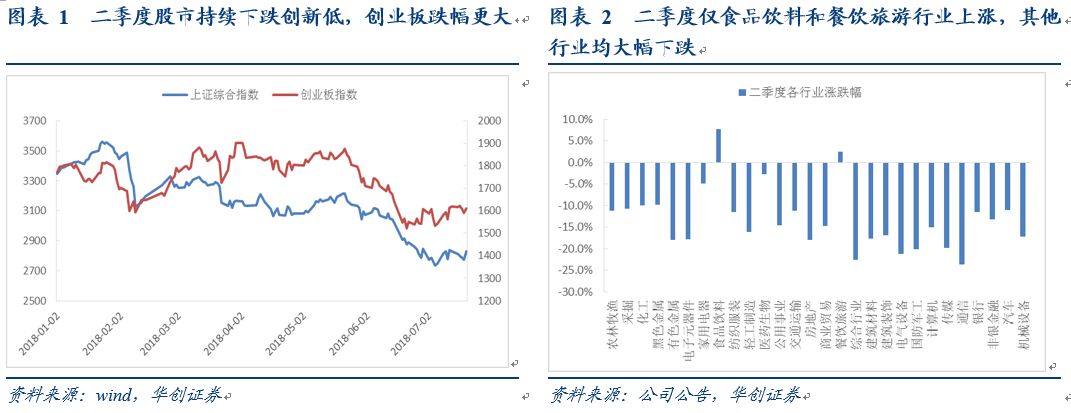 图表 1 二季度股市持续下跌创新低，创业板跌幅更大
上证综合指数 创业板指数
3700
3500
3300
3100
2900
2700
2500
2000
1900
1800
1700
1600
1500
1400
1300
1200
2018-01-02
2018-02-02
2018-03-02
2018-04-02
2018-05-02
2018-06-02
2018-07-02
资料来源：wind，华创证券
图表 2 二季度仅食品饮料和餐饮旅游行业上涨，其他
行业均大幅下跌
二季度各行业涨跌幅
10.0%
5.0%
0.0%
-5.0%
-10.0%
-15.0%
-20.0%
-25.0%
-30.0%
农林牧渔
采掘
化工
黑色金属
有色金属
电子元器件
家用电器
食品饮料
纺织服装
轻工制造
医药生物
公用事业
交通运输
房地产
商业贸易
餐饮旅游
综合行业
建筑材料
建筑装饰
电气设备
国防军工
计算机
传媒
通信
银行
非银金融
汽车
机械设备
资料来源：公司公告，华创证券